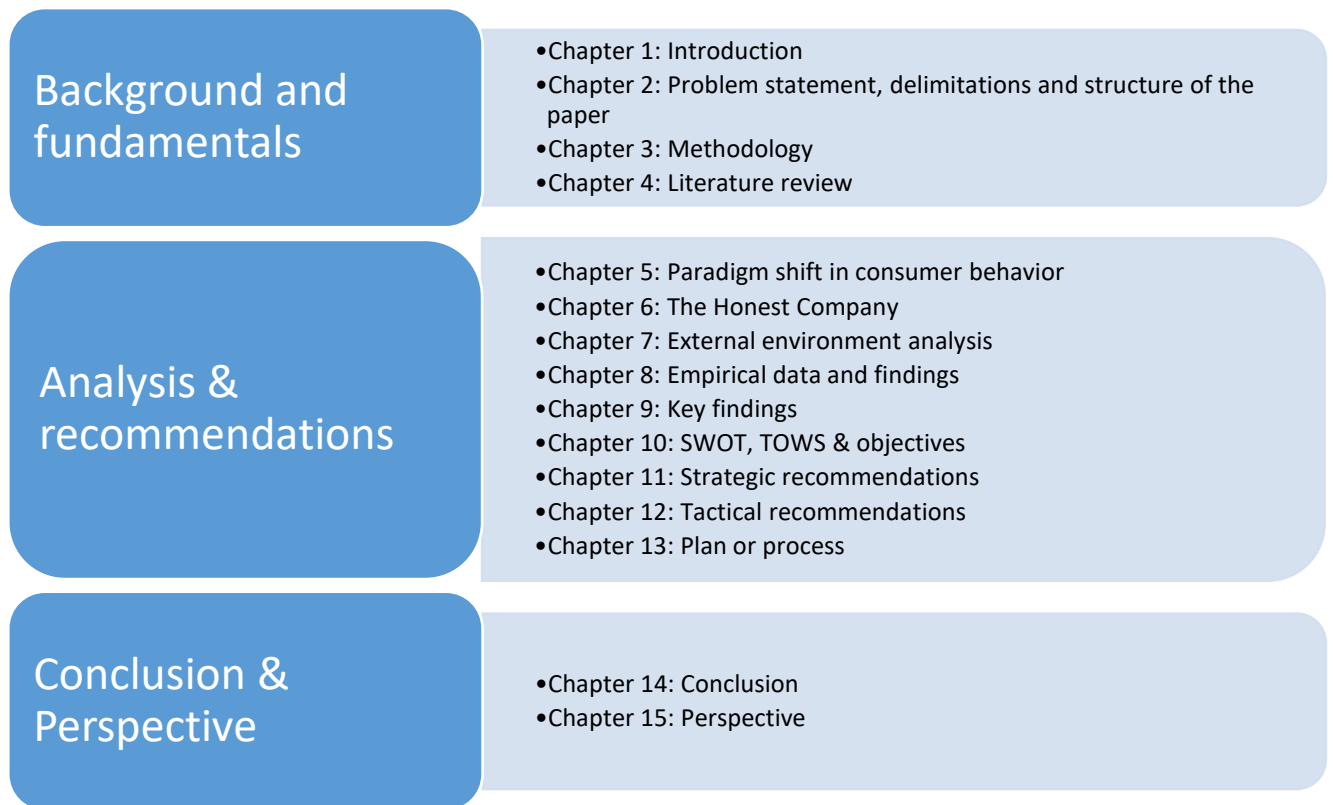 Background and
fundamentals
•Chapter 1: Introduction
•Chapter 2: Problem statement, delimitations and structure of the
paper
•Chapter 3: Methodology
•Chapter 4: Literature review
Analysis &
recommendations
•Chapter 5: Paradigm shift in consumer behavior
•Chapter 6: The Honest Company
•Chapter 7: External environment analysis
•Chapter 8: Empirical data and findings
•Chapter 9: Key findings
•Chapter 10: SWOT, TOWS & objectives
•Chapter 11: Strategic recommendations
•Chapter 12: Tactical recommendations
•Chapter 13: Plan or process
Conclusion &
Perspective
•Chapter 14: Conclusion
•Chapter 15: Perspective